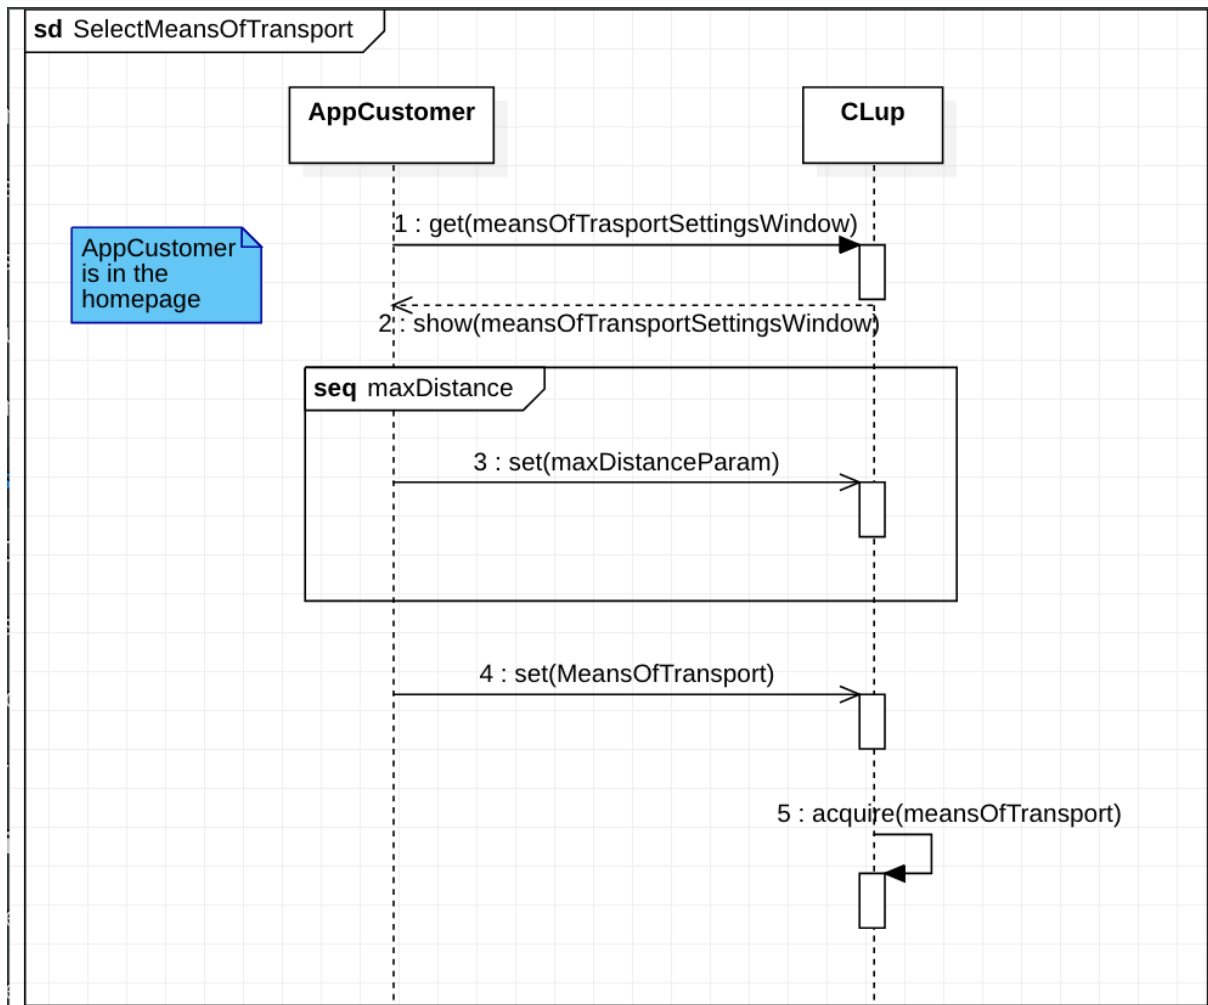 sd SelectMeansOfTransport
AppCustomer
CLup
1 : get(meansOfTrasportSettingsWindow)
AppCustomer
is in the
homepage
2 : show(meansOfTransportSettingsWindow)
seq maxDistance
3 : set(maxDistanceParam)
4 : set(MeansOfTransport)
5 : acquire(meansOfTransport)